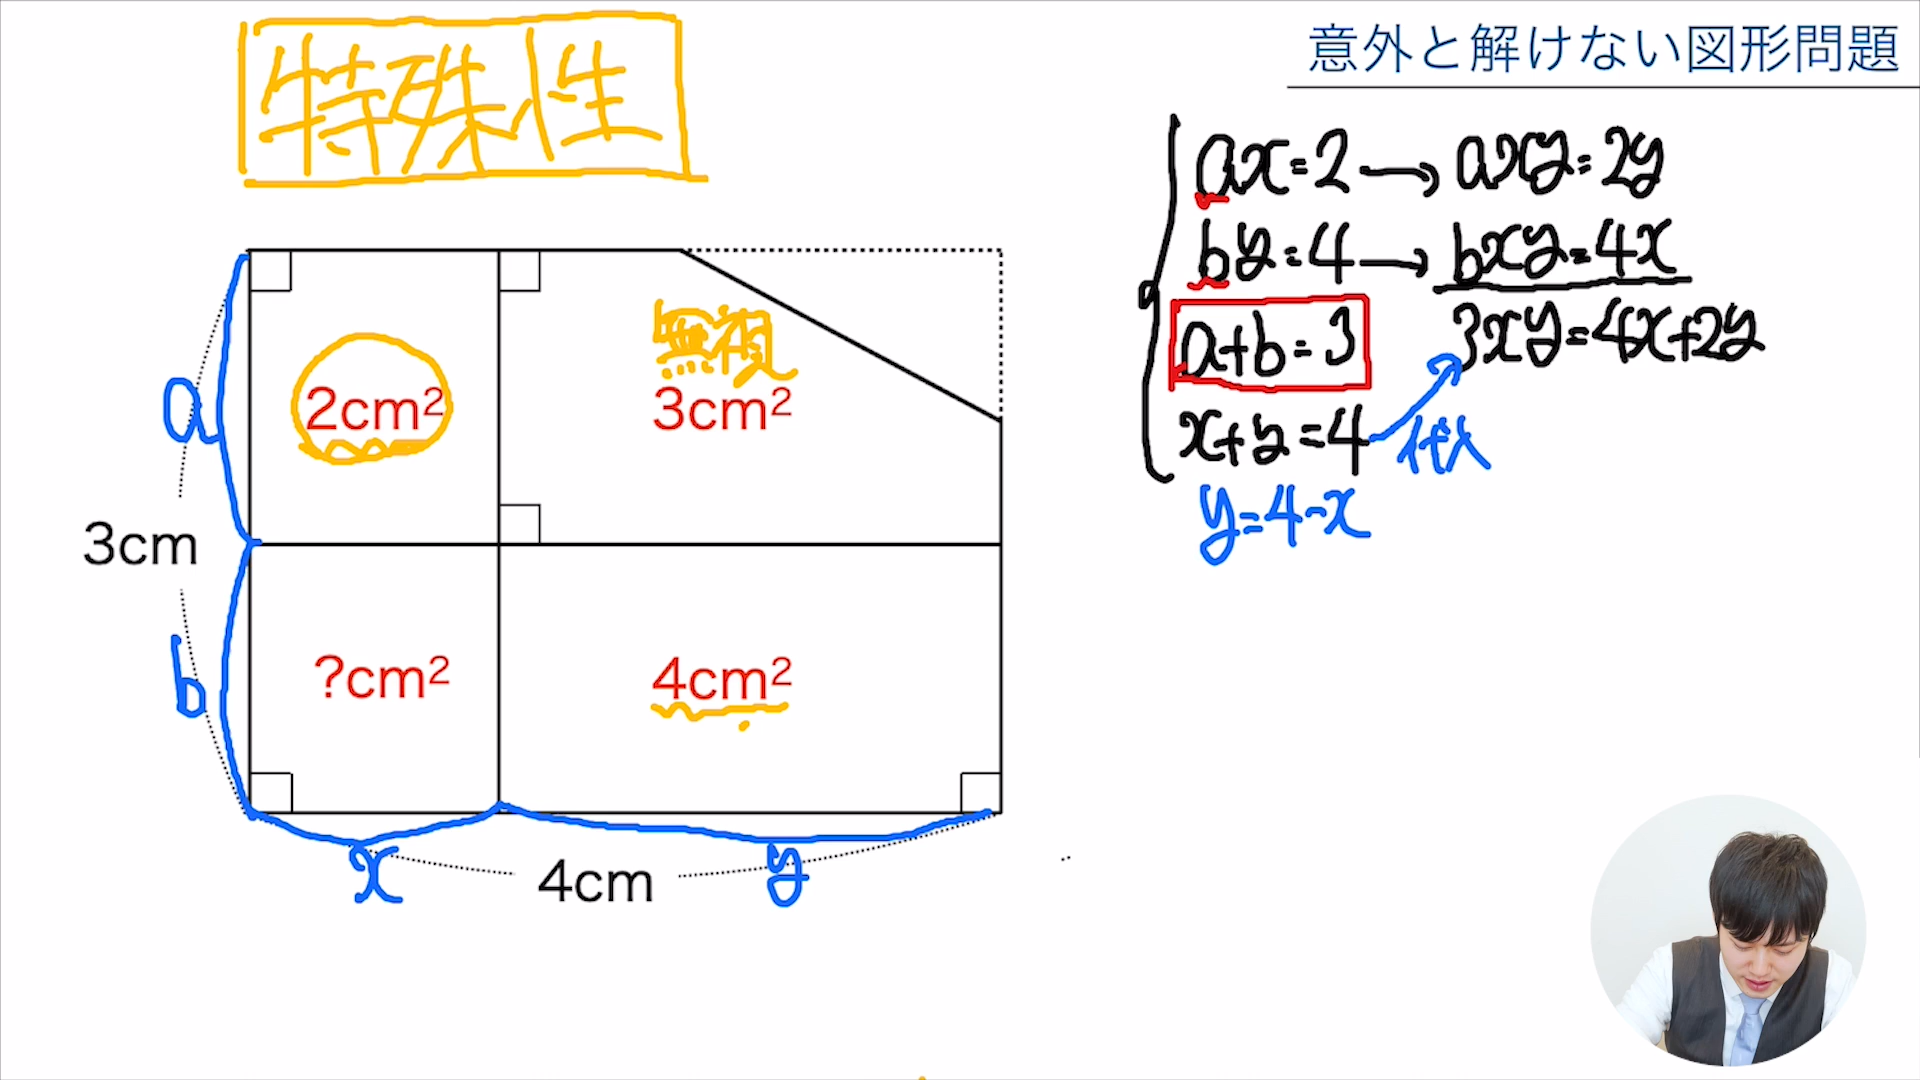 特殊性
意外と解けない図形問題
ax=2→axy=2y
by=4→bxy=4x
a+b=3
3xy=4x+2y
x+y=4
代入
y=4-x
無視
2cm²
3cm²
a
3cm
b
?cm²
4cm²
x
4cm
y